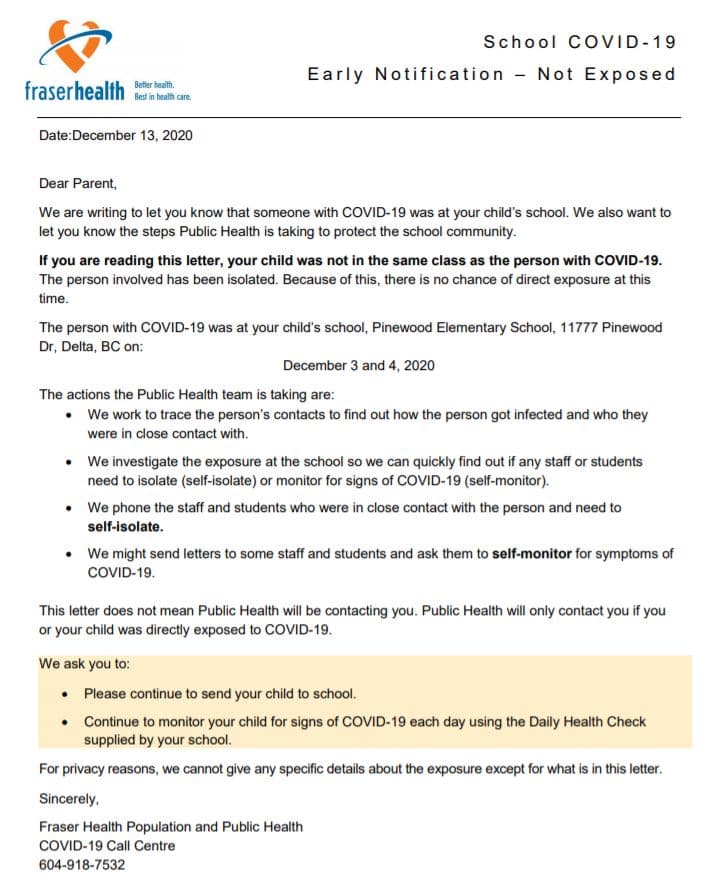 School COVID-19
Early Notification – Not Exposed
fraserhealth
Better health.
Best in health care.
Date:December 13, 2020
Dear Parent,
We are writing to let you know that someone with COVID-19 was at your child's school. We also want to
let you know the steps Public Health is taking to protect the school community.
If you are reading this letter, your child was not in the same class as the person with COVID-19.
The person involved has been isolated. Because of this, there is no chance of direct exposure at this
time.
The person with COVID-19 was at your child's school, Pinewood Elementary School, 11777 Pinewood
Dr, Delta, BC on:
December 3 and 4, 2020
The actions the Public Health team is taking are:
• We work to trace the person's contacts to find out how the person got infected and who they
were in close contact with.
• We investigate the exposure at the school so we can quickly find out if any staff or students
need to isolate (self-isolate) or monitor for signs of COVID-19 (self-monitor).
• We phone the staff and students who were in close contact with the person and need to
self-isolate.
• We might send letters to some staff and students and ask them to self-monitor for symptoms of
COVID-19.
This letter does not mean Public Health will be contacting you. Public Health will only contact you if you
or your child was directly exposed to COVID-19.
We ask you to:
• Please continue to send your child to school.
• Continue to monitor your child for signs of COVID-19 each day using the Daily Health Check
supplied by your school.
For privacy reasons, we cannot give any specific details about the exposure except for what is in this letter.
Sincerely,
Fraser Health Population and Public Health
COVID-19 Call Centre
604-918-7532